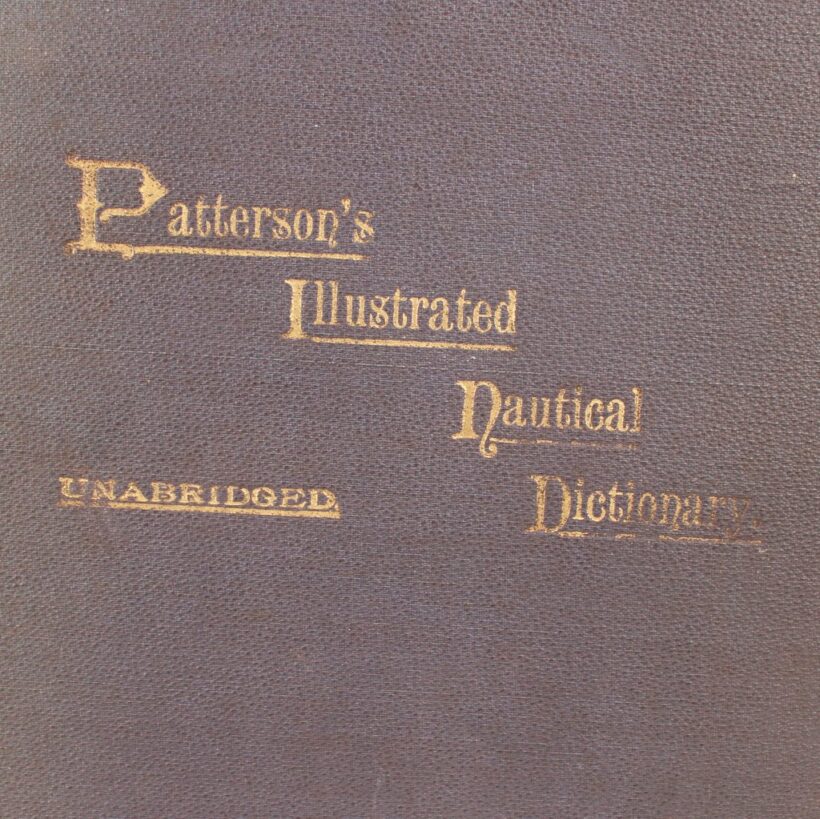 Patterson's
Illustrated
Nautical
Dictionary.
UNABRIDGED.